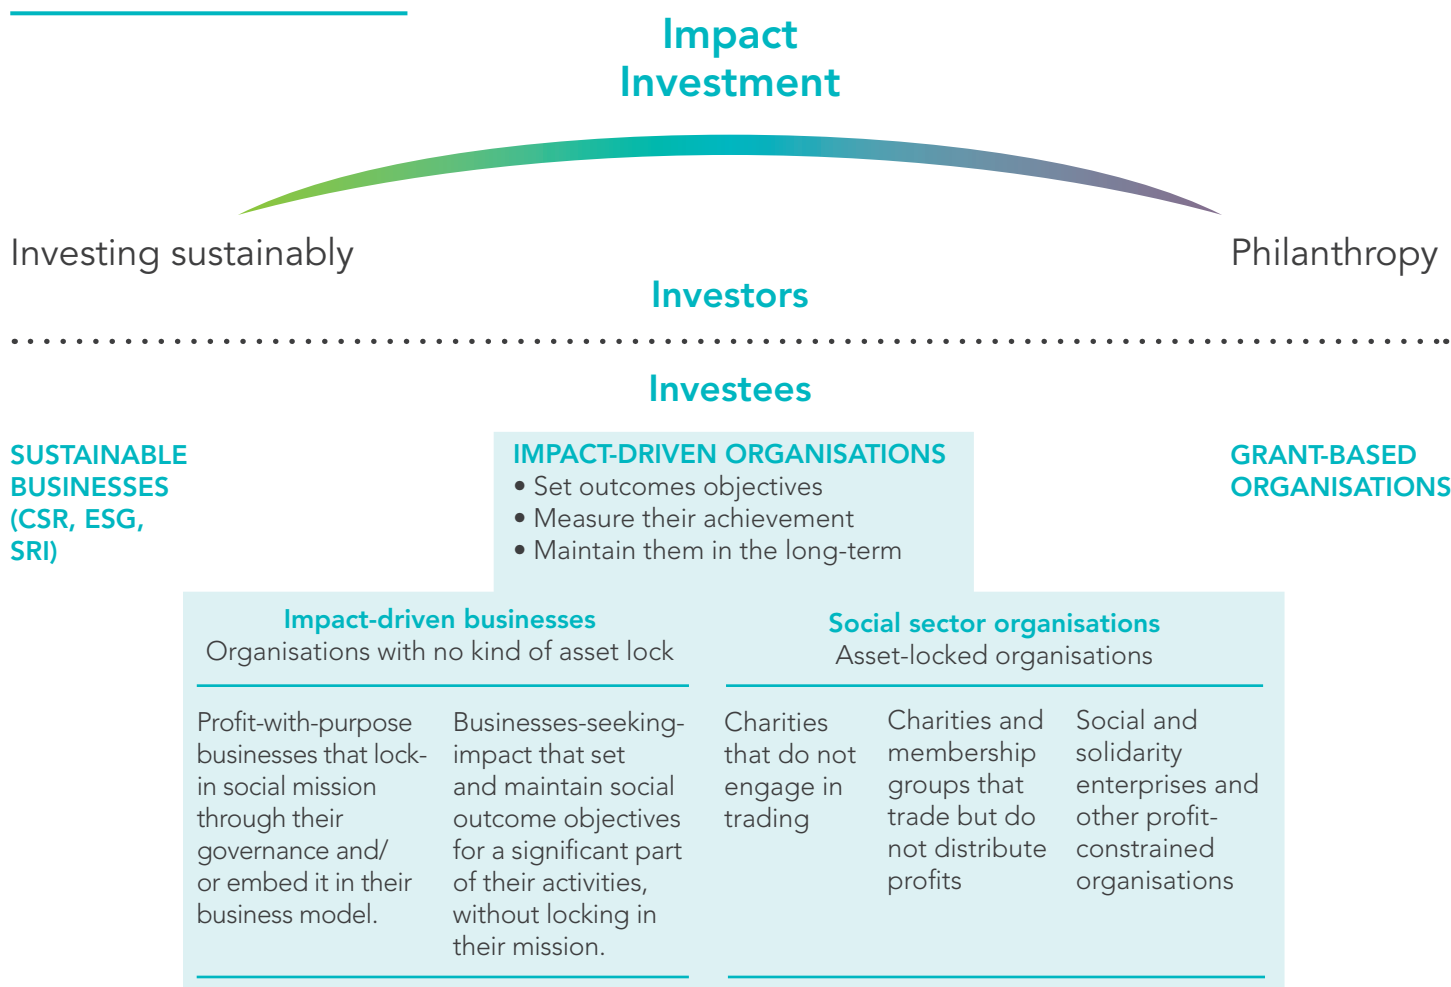 Impact
Investment
Investing sustainably
Philanthropy
Investors
Investees
SUSTAINABLE
BUSINESSES
(CSR, ESG,
SRI)
IMPACT-DRIVEN ORGANISATIONS
• Set outcomes objectives
• Measure their achievement
• Maintain them in the long-term
GRANT-BASED
ORGANISATIONS
Impact-driven businesses
Organisations with no kind of asset lock
Profit-with-purpose
businesses that lock-
in social mission
through their
governance and/
or embed it in their
business model.
Businesses-seeking-
impact that set
and maintain social
outcome objectives
for a significant part
of their activities,
without locking in
their mission.
Social sector organisations
Asset-locked organisations
Charities
that do not
engage in
trading
Charities and
membership
groups that
trade but do
not distribute
profits
Social and
solidarity
enterprises and
other profit-
constrained
organisations